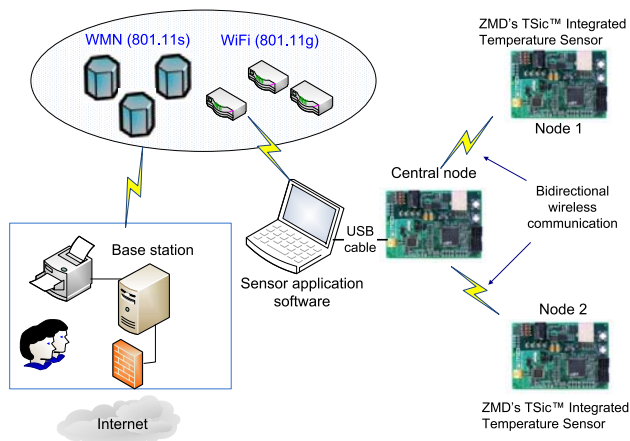 WMN (801.11s)
WiFi (801.11g)
ZMD's TSic™ Integrated
Temperature Sensor
Node 1
Central node
Bidirectional
wireless
communication
USB
cable
Base station
Sensor application
software
Node 2
Internet
ZMD's TSic™ Integrated
Temperature Sensor